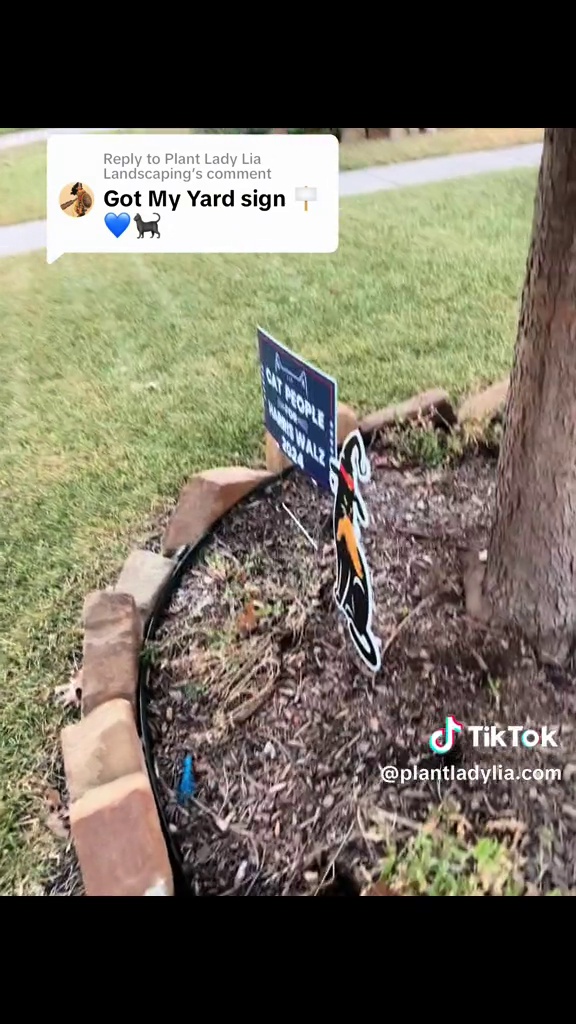 Reply to Plant Lady Lia
Landscaping's comment
Got My Yard sign
CAT PEOPLE
FOR
HARRIS WALZ
2024
TikTok
@plantladylia.com